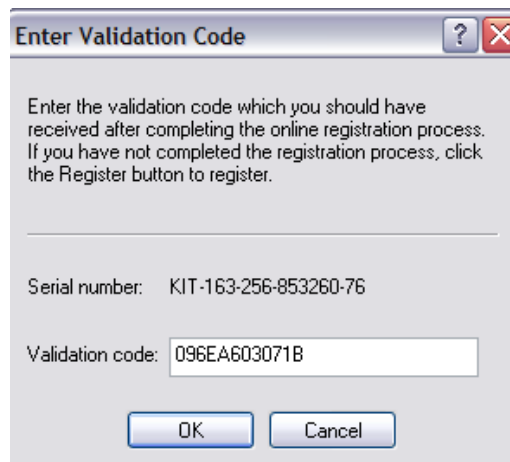 Enter Validation Code
Enter the validation code which you should have
received after completing the online registration process.
If you have not completed the registration process, click
the Register button to register.
Serial number: KIT-163-256-853260-76
Validation code: 096EA603071B
OK Cancel